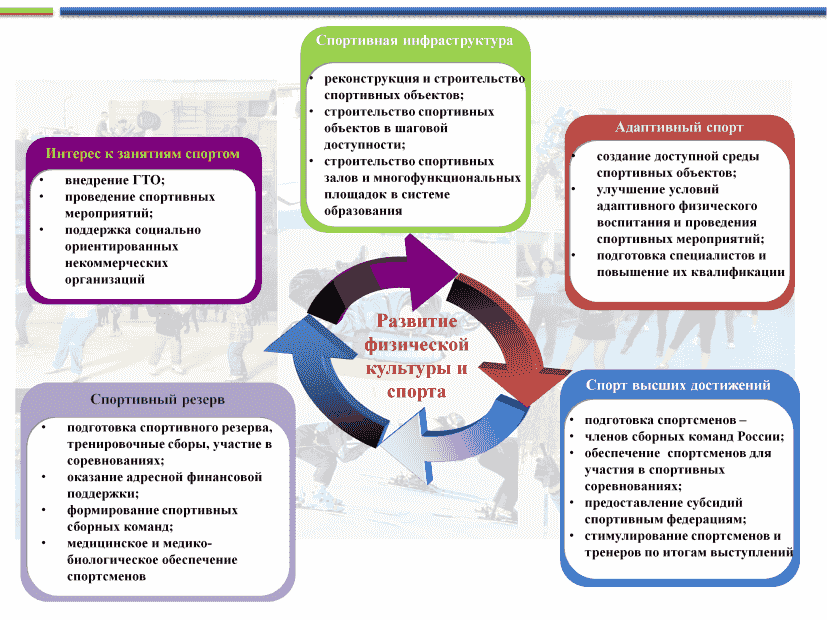 Спортивная инфраструктура
• реконструкция и строительство
спортивных объектов;
• строительство спортивных
объектов в шаговой
доступности;
• строительство спортивных
залов и многофункциональных
площадок в системе
образования
Адаптивный спорт
• создание доступной среды
спортивных объектов;
• улучшение условий
адаптивного физического
воспитания и проведения
спортивных мероприятий;
• подготовка специалистов и
повышение их квалификации
Интерес к занятиям спортом
• внедрение ГТО;
• проведение спортивных
мероприятий;
• поддержка социально
ориентированных
некоммерческих
организаций
Развитие
физической
культуры и
спорта
Спортивный резерв
• подготовка спортивного резерва,
тренировочные сборы, участие в
соревнованиях;
• оказание адресной финансовой
поддержки;
• формирование спортивных
сборных команд;
• медицинское и медико-
биологическое обеспечение
спортсменов
Спорт высших достижений
• подготовка спортсменов –
• членов сборных команд России;
• обеспечение спортсменов для
участия в спортивных
соревнованиях;
• предоставление субсидий
спортивным федерациям;
• стимулирование спортсменов и
тренеров по итогам выступлений